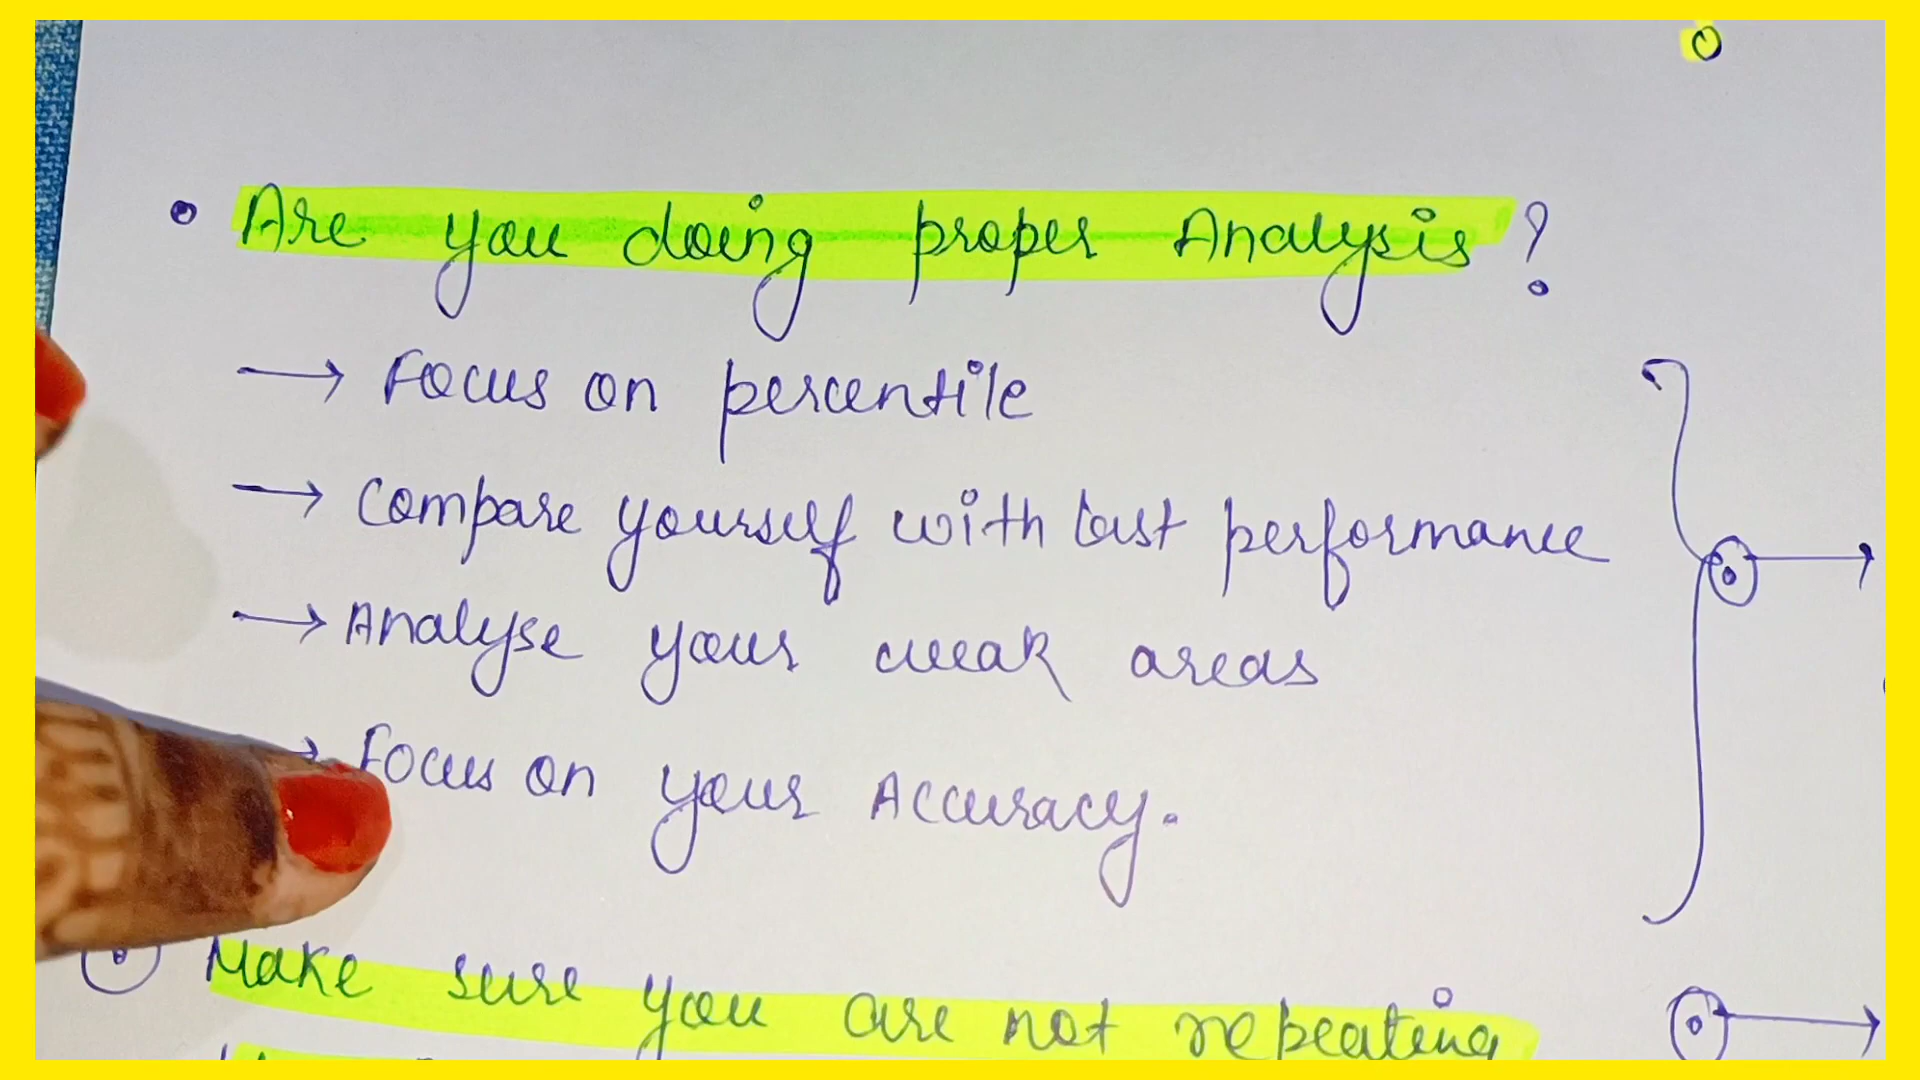 Are you doing proper Analysis?
→ Focus on percentile
→ Compare yourself with last performance
→ Analyse your weak areas
→ Focus on your Accuracy.
Make sure you are not repeating